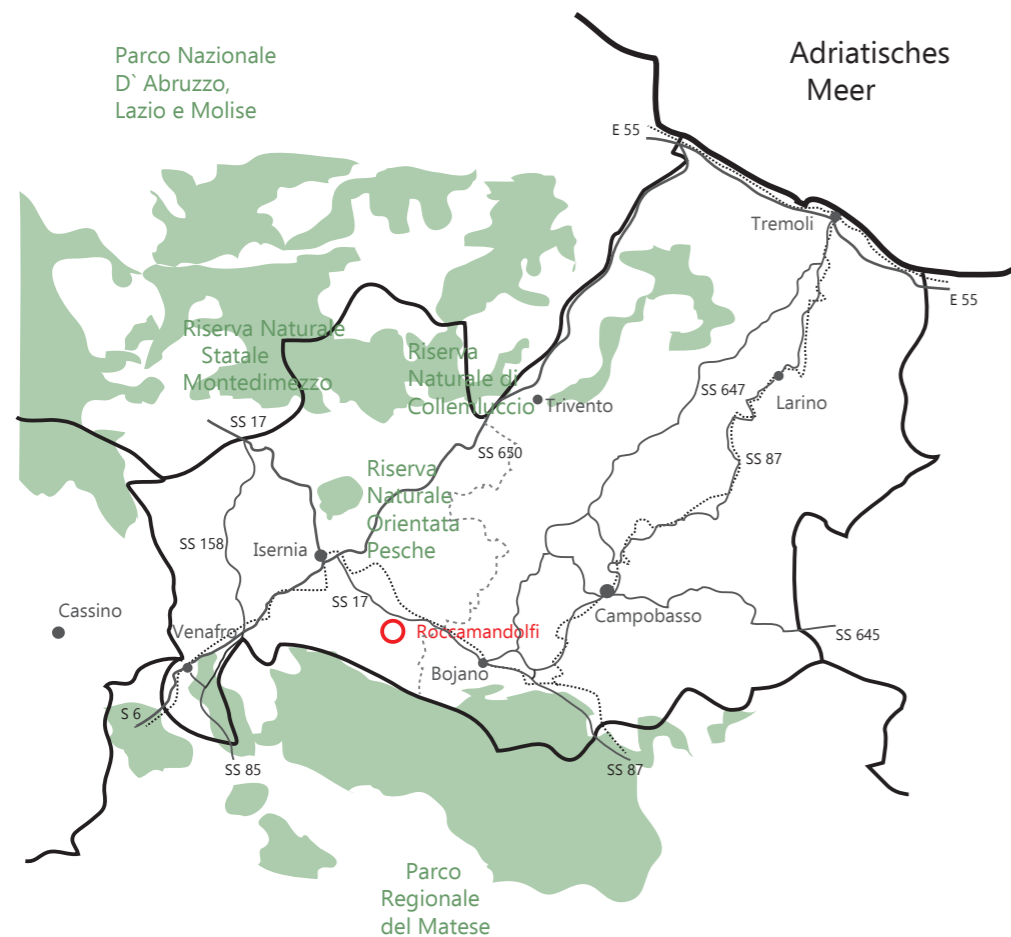 Parco Nazionale
D` Abruzzo,
Lazio e Molise
Adriatisches
Meer
E 55
Tremoli
E 55
Riserva Naturale
Statale
Montedimezzo
Riserva
Naturale di
Collemluccio
Trivento
SS 647
Larino
SS 17
SS 650
SS 87
Riserva
Naturale
Orientata
Pesche
SS 158
Isernia
SS 17
Cassino
Venafro
Roccamandolfi
Campobasso
SS 645
Bojano
S 6
SS 85
SS 87
Parco
Regionale
del Matese